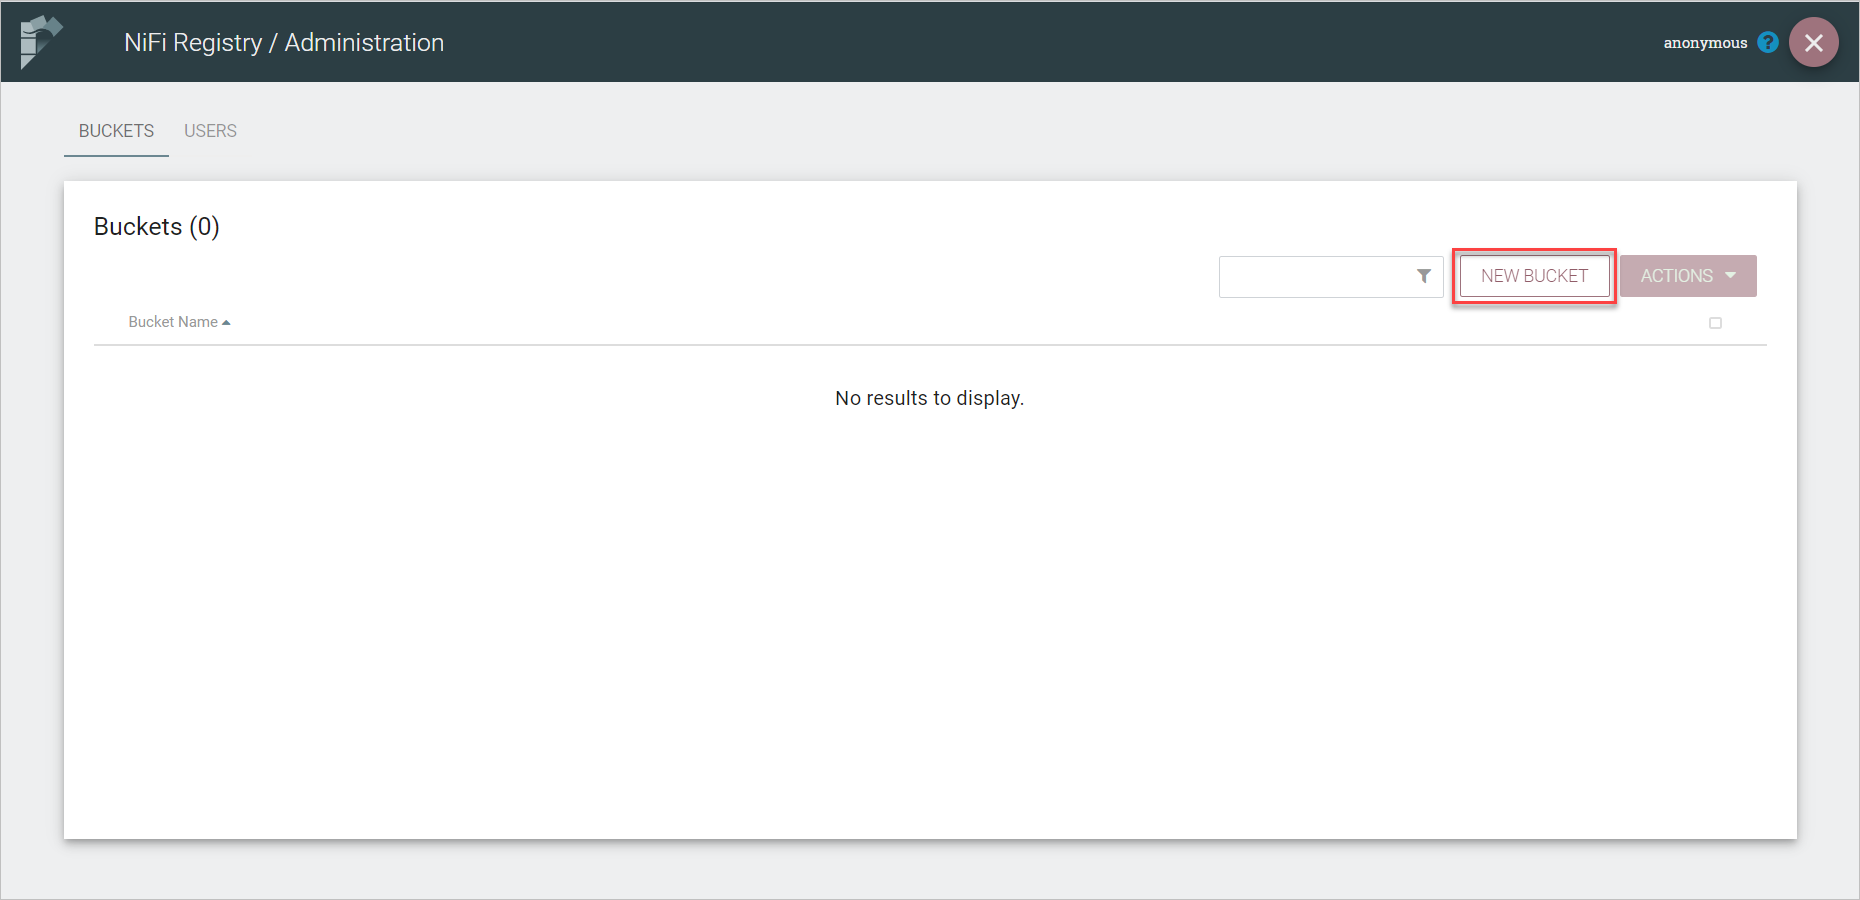 NiFi Registry / Administration
anonymous
?
BUCKETS USERS
Buckets (0)
NEW BUCKET
ACTIONS
Bucket Name
No results to display.